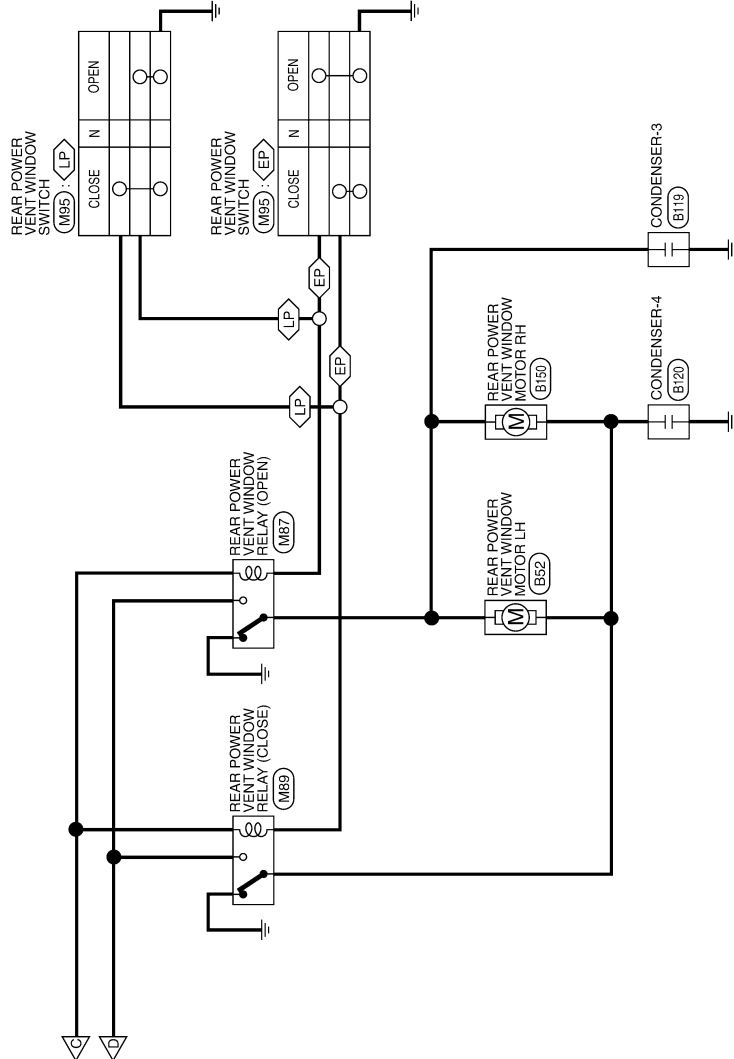 REAR POWER
VENT WINDOW
SWITCH
M95 : LP
CLOSE
N
OPEN
REAR POWER
VENT WINDOW
SWITCH
M95 : EP
CLOSE
N
OPEN
EP
LP
EP
LP
CONDENSER-3
B119
REAR POWER
VENT WINDOW
MOTOR RH
B150
CONDENSER-4
B120
REAR POWER
VENT WINDOW
RELAY (OPEN)
M87
REAR POWER
VENT WINDOW
MOTOR LH
B52
M
M
REAR POWER
VENT WINDOW
RELAY (CLOSE)
M89
C
D